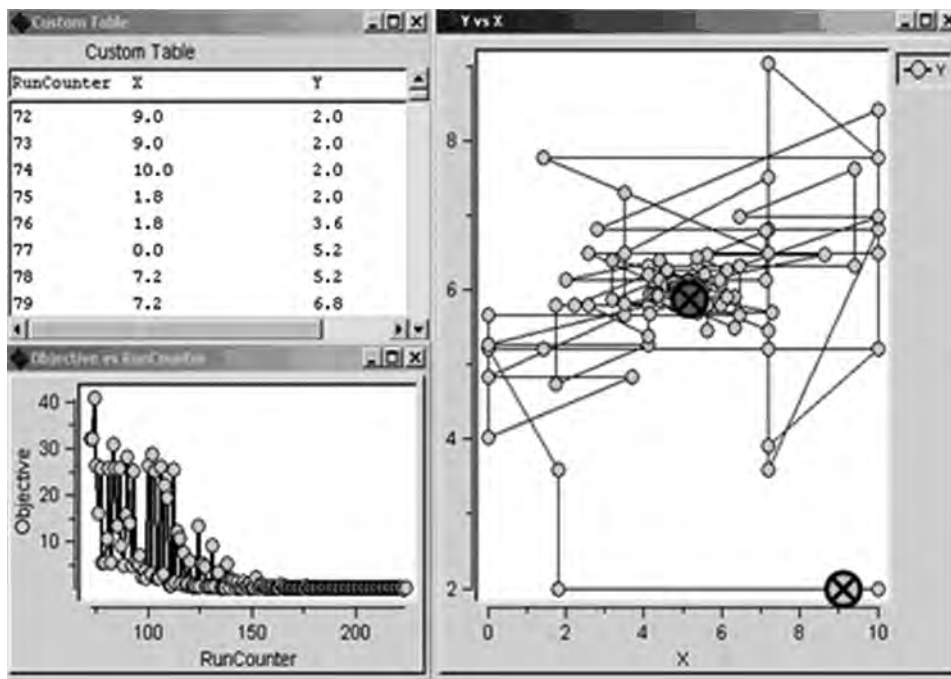 Custom Table
Custom Table
RunCounter X Y
72 9.0 2.0
73 9.0 2.0
74 10.0 2.0
75 1.8 2.0
76 1.8 3.6
77 0.0 5.2
78 7.2 5.2
79 7.2 6.8
Objective vs RunCounter
40
30
20
10
Objective
100 150 200
RunCounter
Y vs X
Y
8
6
4
2
0 2 4 6 8 10
X